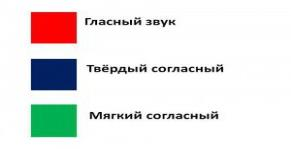 Гласный звук
Твёрдый согласный
Мягкий согласный